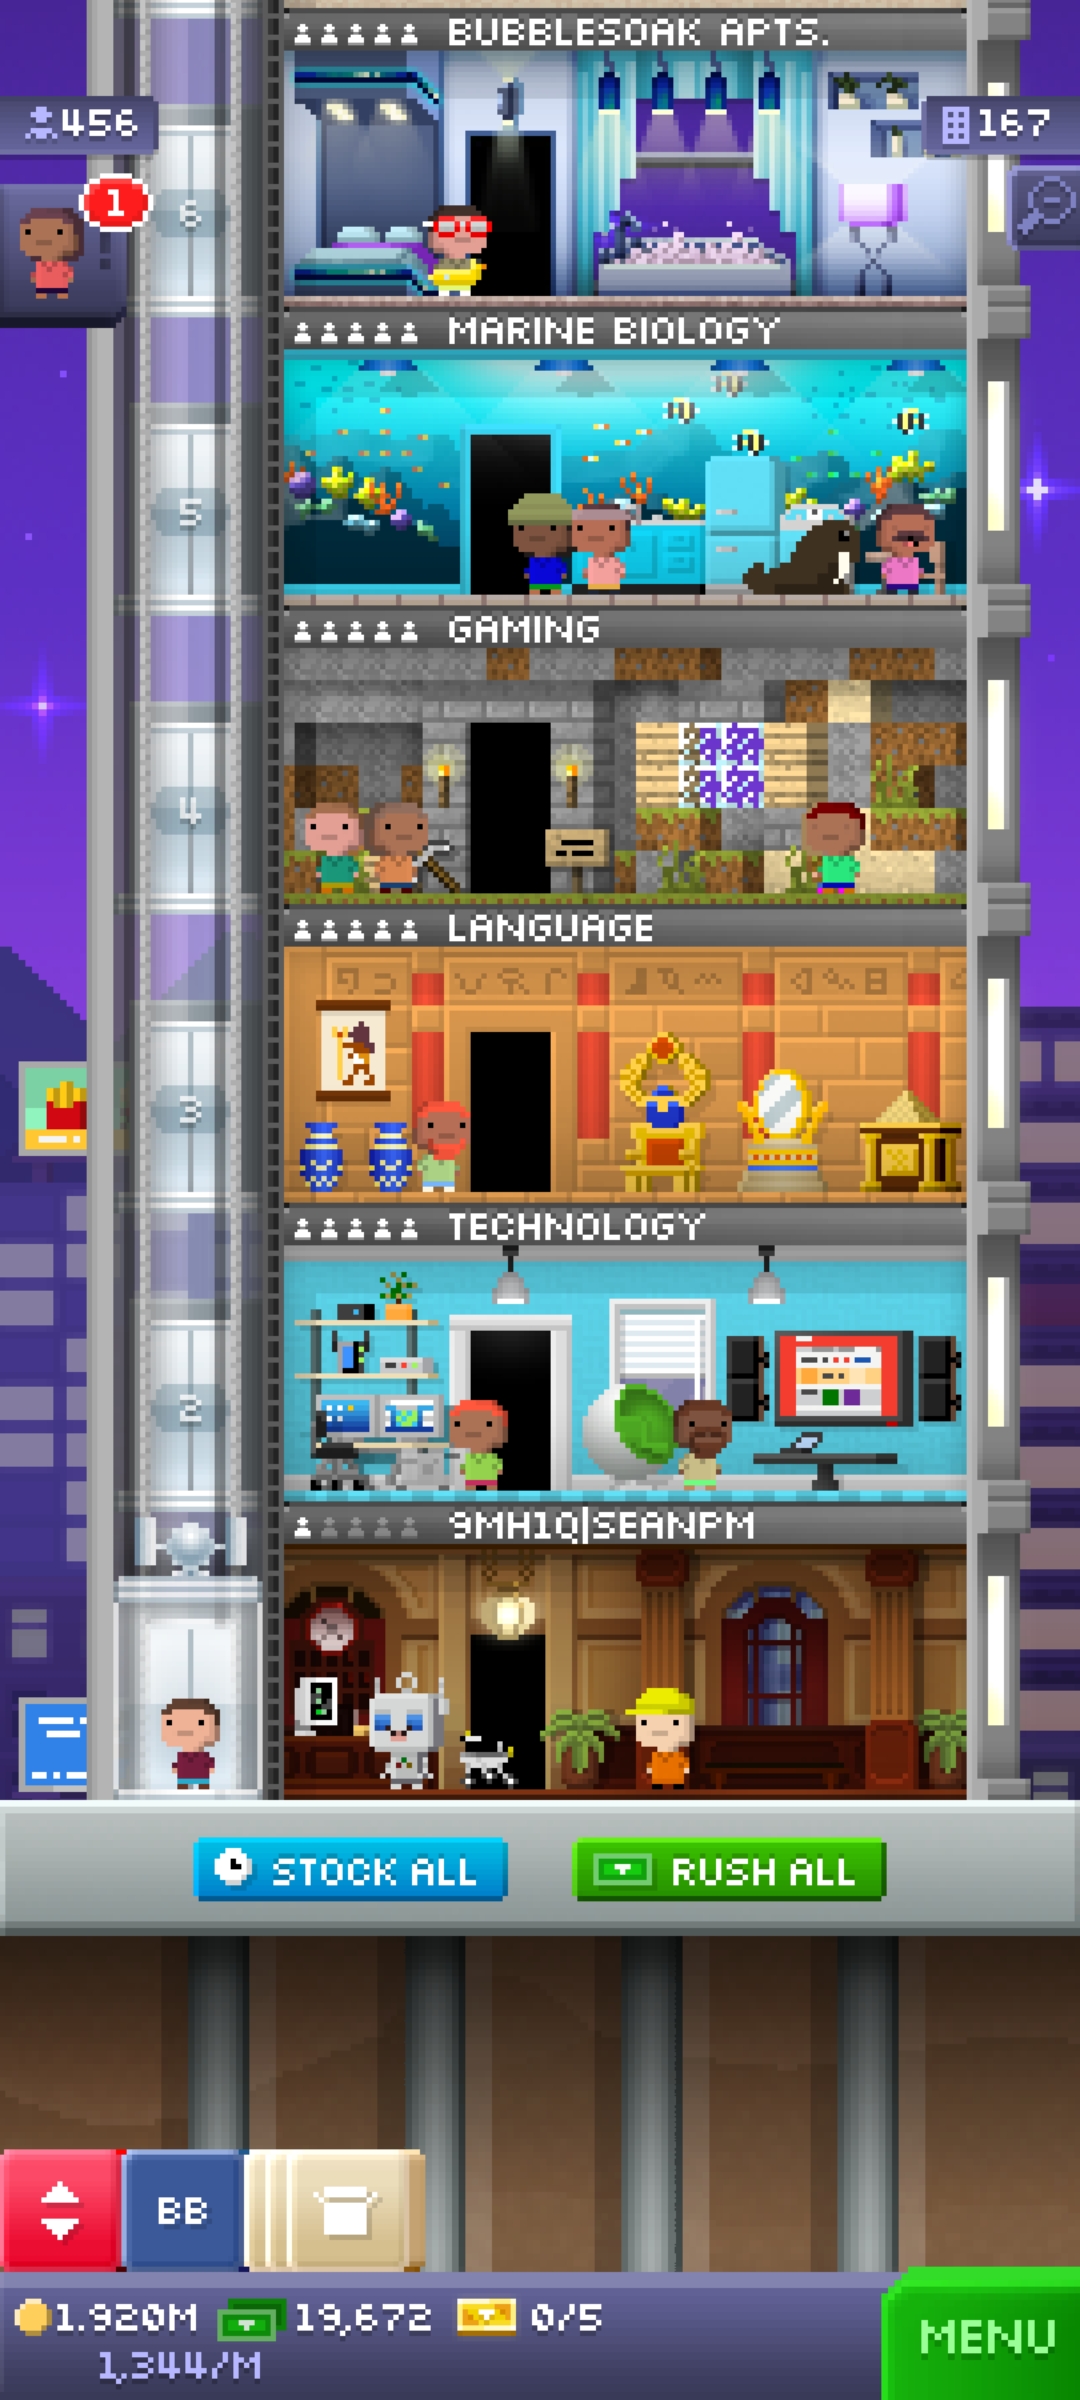 BUBBLESOAK APTS.
456
167
1
6
MARINE BIOLOGY
5
GAMING
4
LANGUAGE
3
TECHNOLOGY
2
9MH1Q|SEANPM
STOCK ALL
RUSH ALL
BB
1.920M 19,672 0/5
1,344/M
MENU